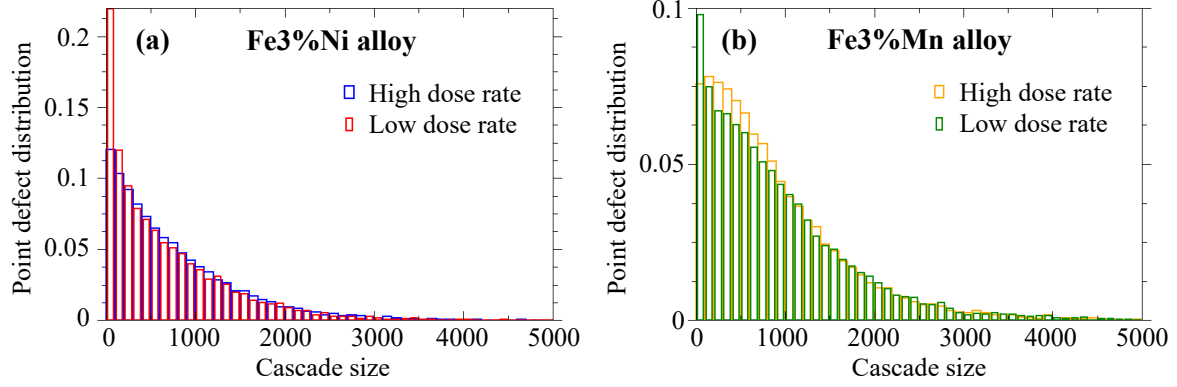 (a) Fe3%Ni alloy
High dose rate
Low dose rate
Point defect distribution
0.2
0.15
0.1
0.05
0
0 1000 2000 3000 4000 5000
Cascade size
(b) Fe3%Mn alloy
High dose rate
Low dose rate
Point defect distribution
0.1
0.05
0
0 1000 2000 3000 4000 5000
Cascade size